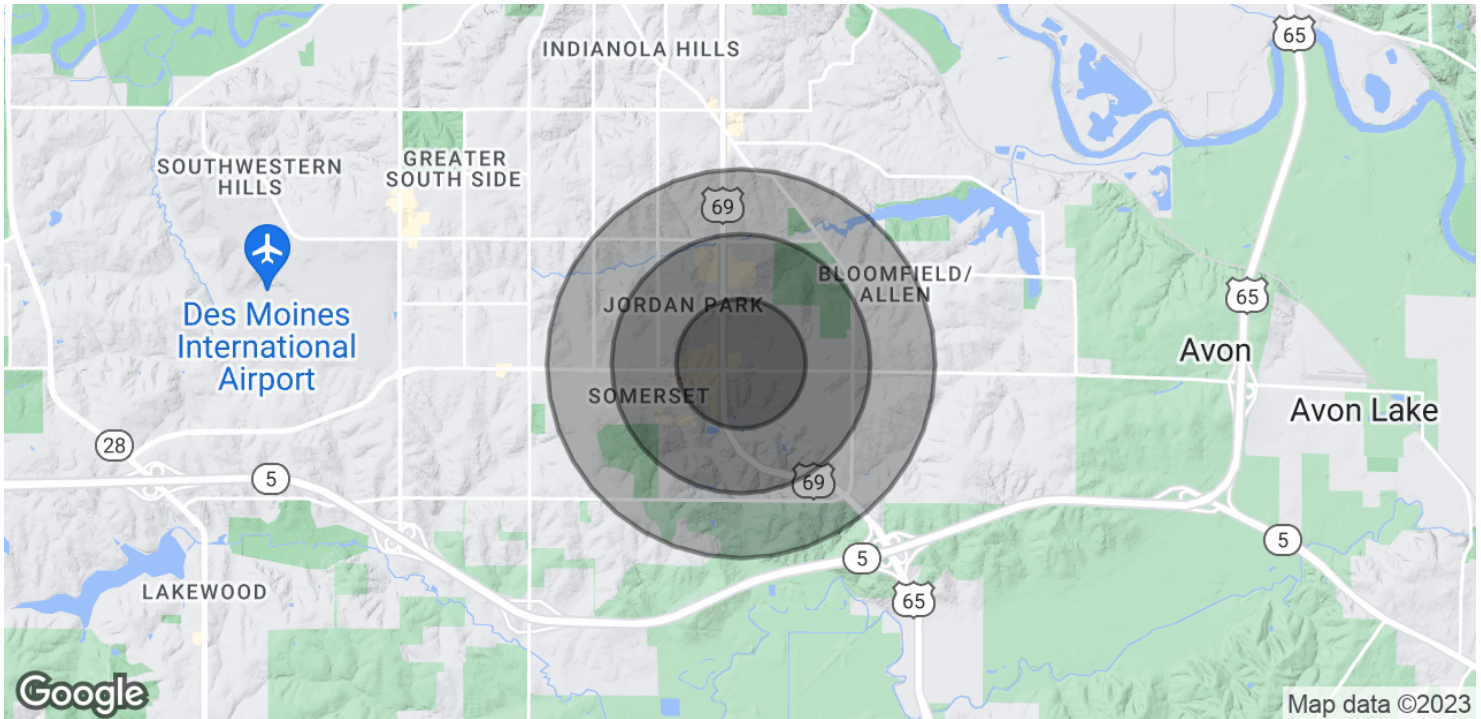 65
INDIANOLA HILLS
SOUTHWESTERN
HILLS
GREATER
SOUTH SIDE
69
BLOOMFIELD/
ALLEN
65
JORDAN PARK
Des Moines
International
Airport
Avon
SOMERSET
Avon Lake
28
5
69
5
5
LAKEWOOD
65
Google
Map data ©2023